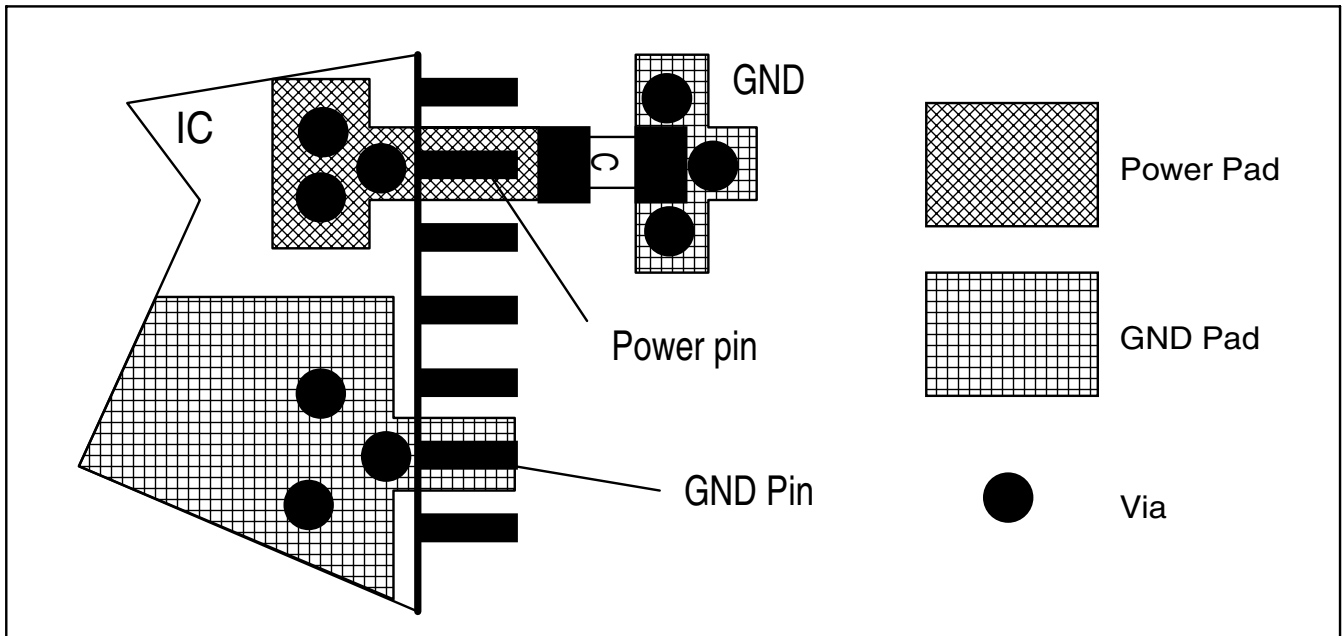 IC
GND
C
Power Pad
Power pin
GND Pad
GND Pin
Via